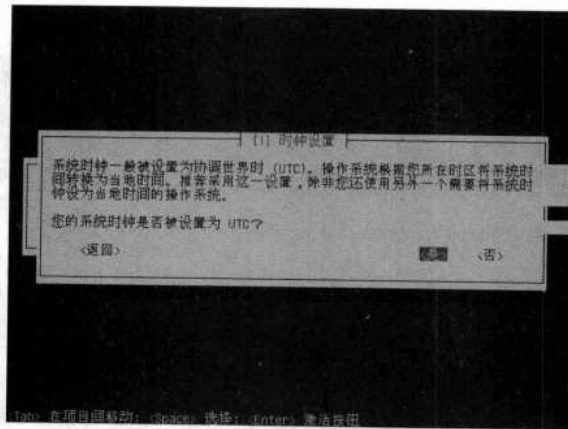 [!] 时钟设置
系统时钟一般被设置为协调世界时 (UTC)。操作系统根据您所在时区将系统时
间转换为当地时间。推荐采用这一设置，除非您还使用另外一个需要将系统时
钟设为当地时间的操作系统。
您的系统时钟是否被设置为 UTC?
<返回> <是> <否>
<Tab> 在项目间移动; <Space> 选择; <Enter> 激活按钮